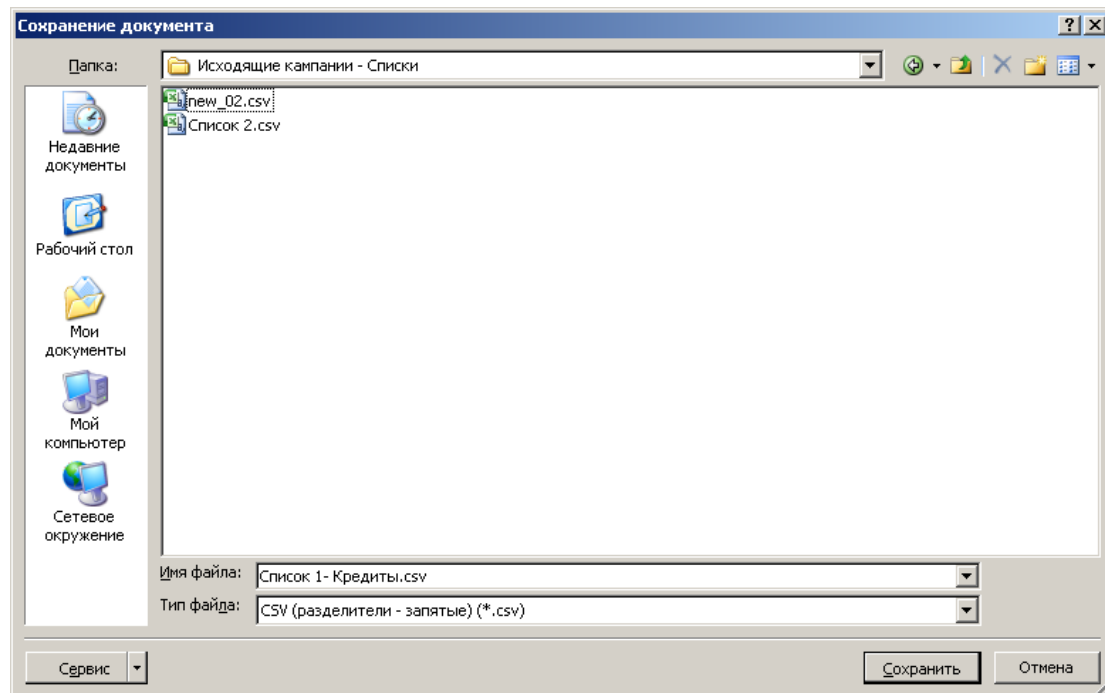 Сохранение документа
Папка:
Исходящие кампании - Списки
new_02.csv
Список 2.csv
Недавние
документы
Рабочий стол
Мои
документы
Мой
компьютер
Сетевое
окружение
Имя файла:
Список 1- Кредиты.csv
Тип файла:
CSV (разделители - запятые) (*.csv)
Сервис
Сохранить
Отмена